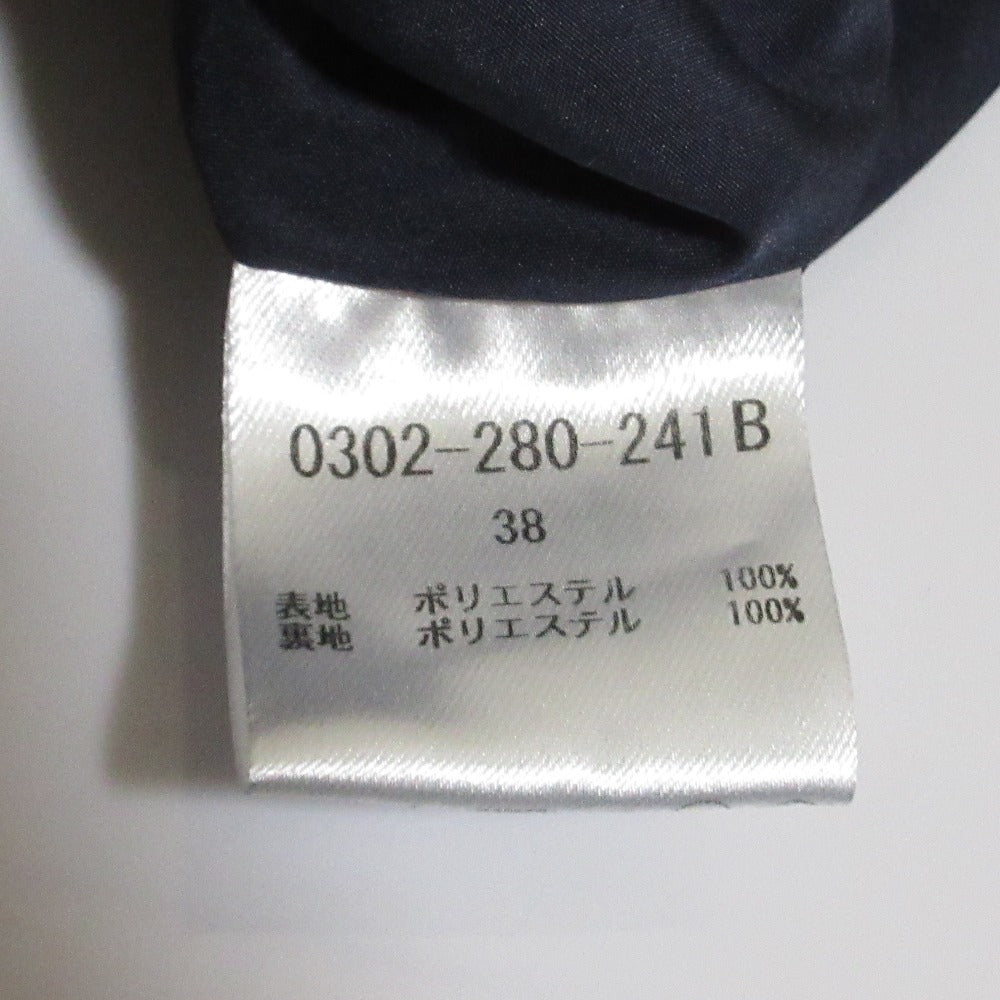 0302-280-241B
38
表地 ポリエステル 100%
裏地 ポリエステル 100%